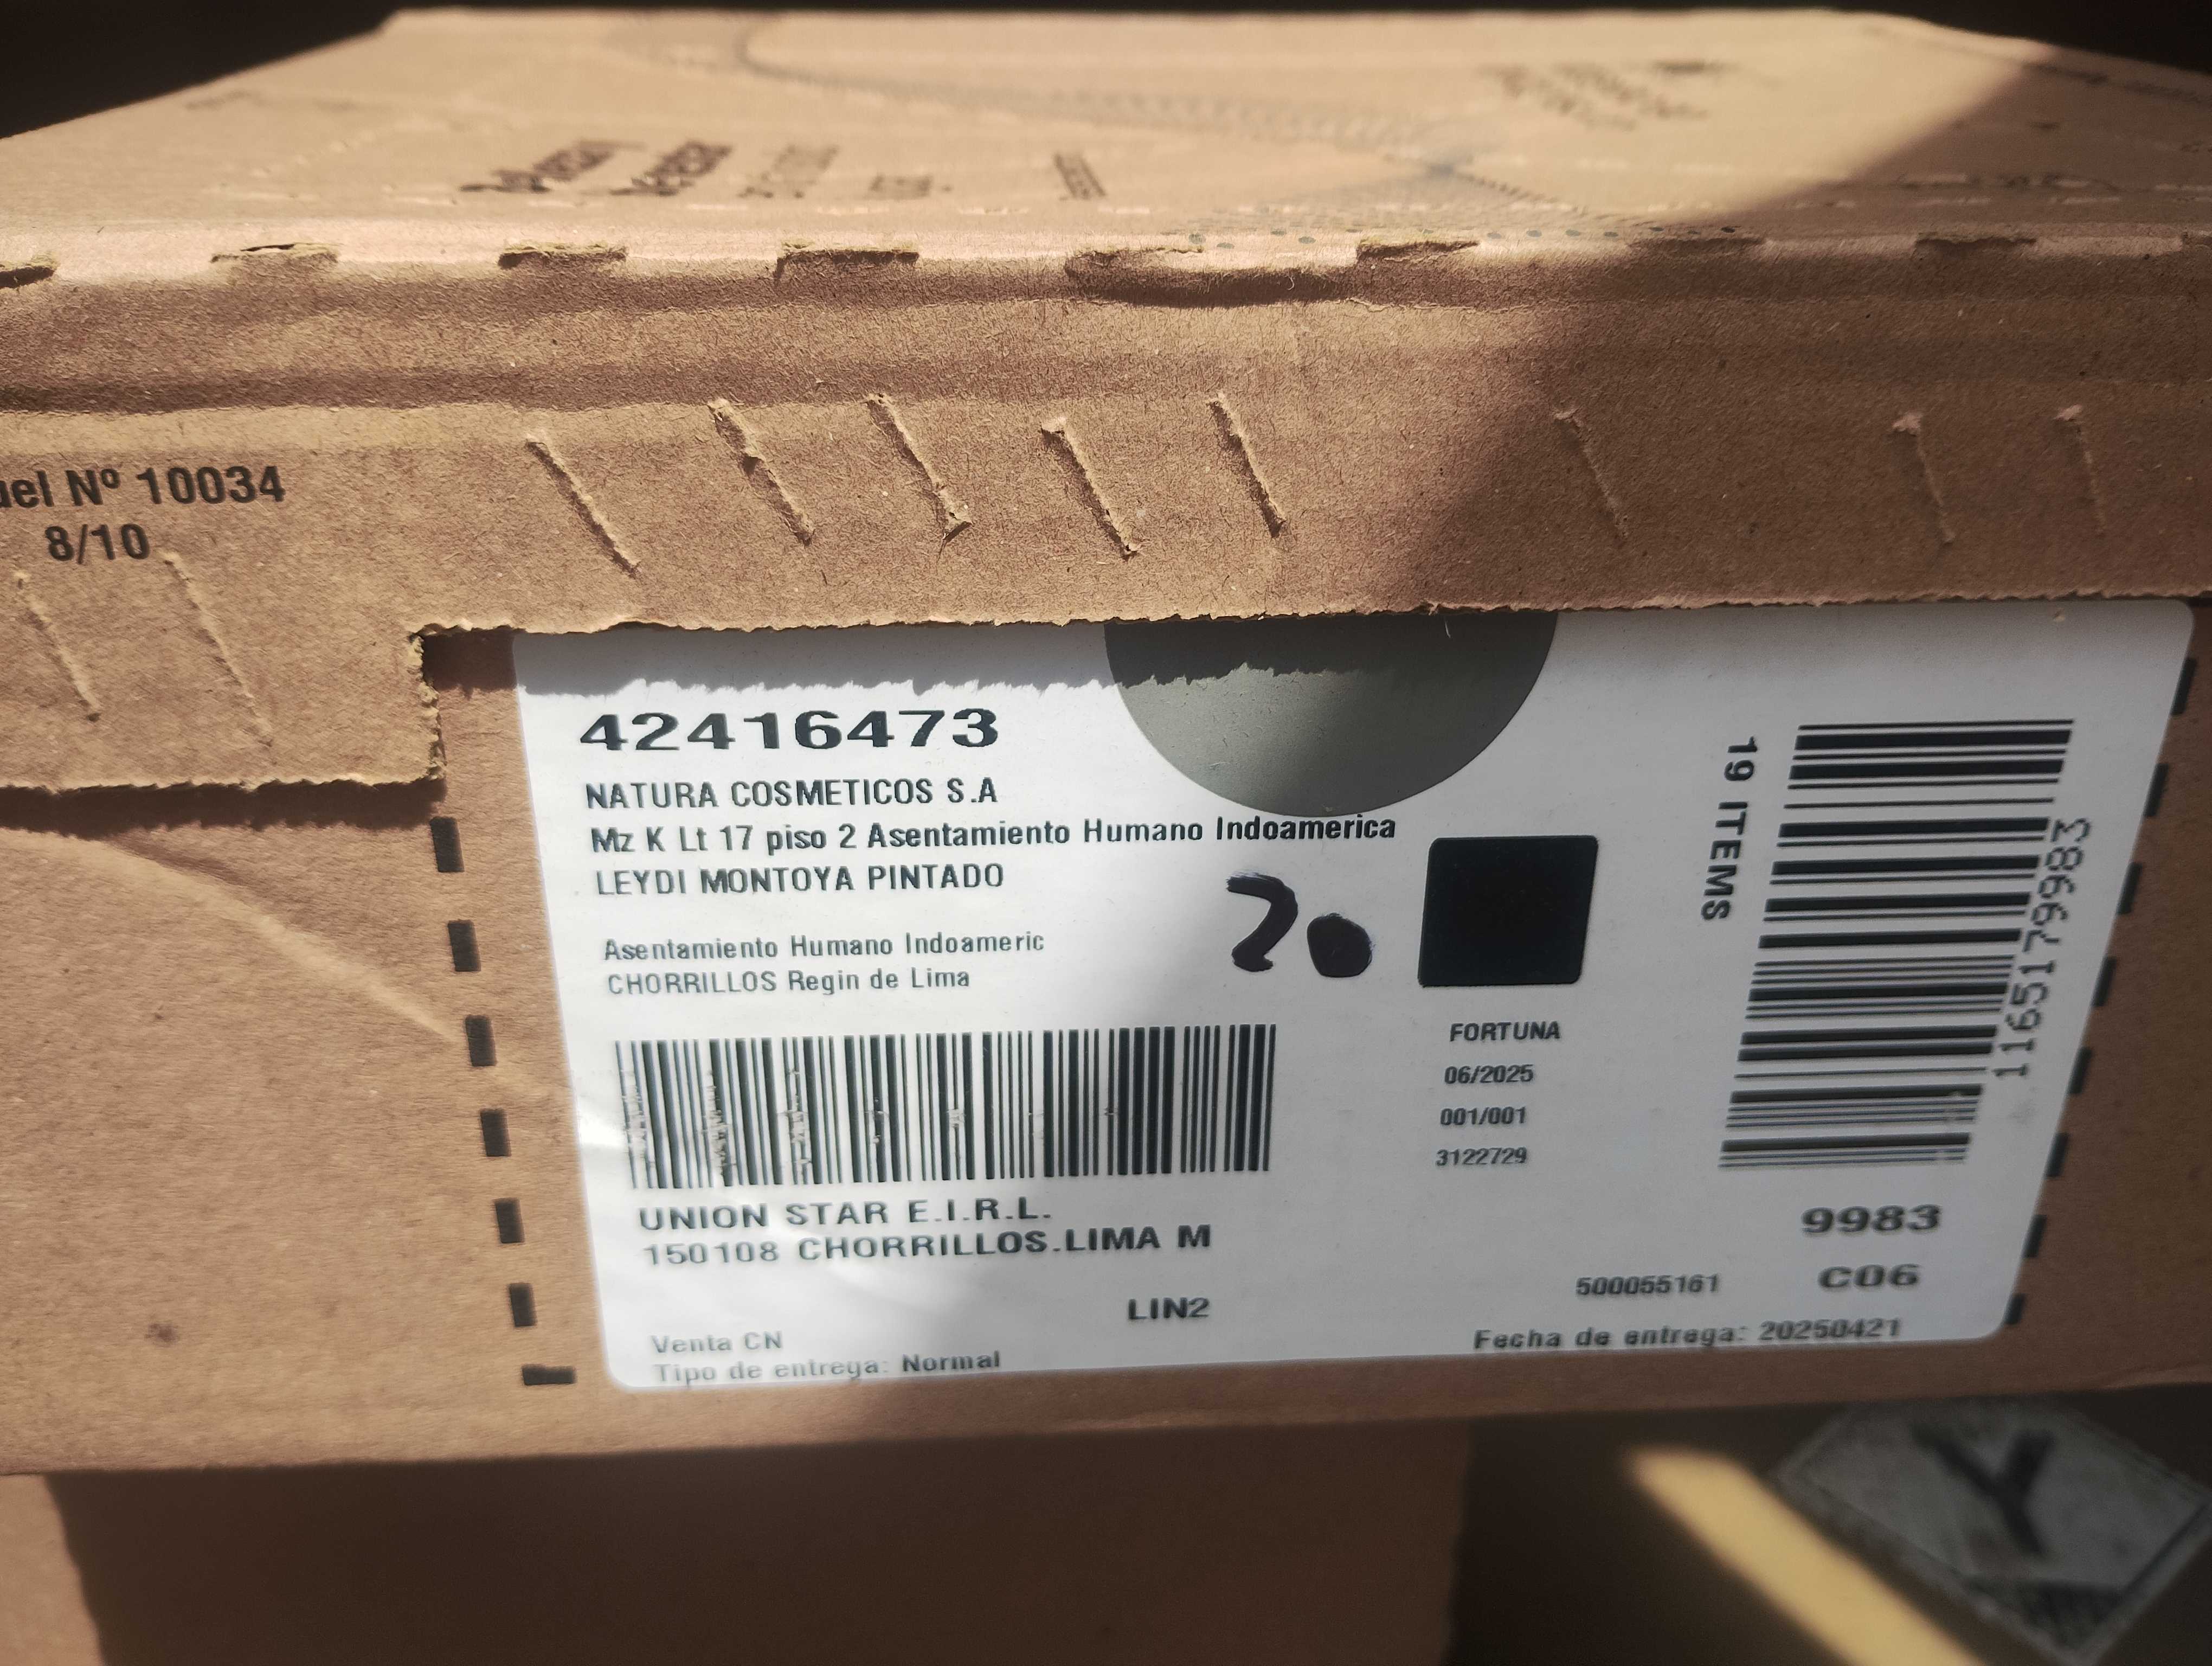 Nº 10034
8/10
42416473
NATURA COSMETICOS S.A
Mz K Lt 17 piso 2 Asentamiento Humano Indoamerica
LEYDI MONTOYA PINTADO
20
Asentamiento Humano Indoameric
CHORRILLOS Regin de Lima
19 ITEMS
11651799​83
FORTUNA
06/2025
001/001
3122729
UNION STAR E.I.R.L.
150108 CHORRILLOS.LIMA M
9983
500055161 C06
LIN2
Venta CN
Tipo de entrega: Normal
Fecha de entrega: 20250421
Y